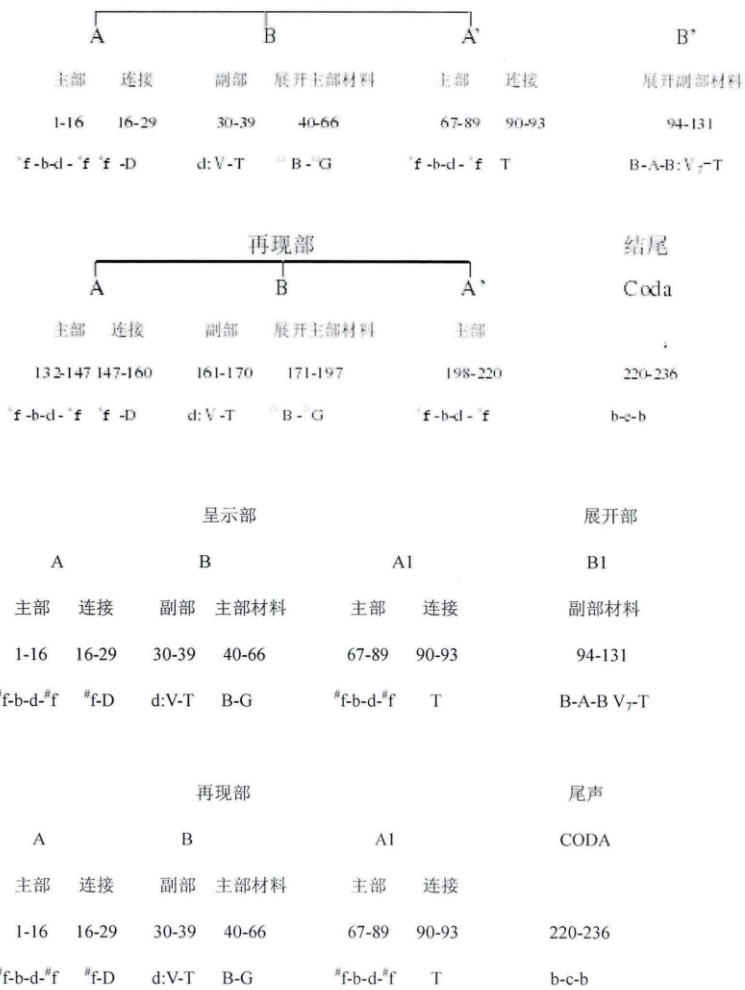 A B A' B’
主部 连接 副部 展开主部材料 主部 连接 展开副部材料
1-16 16-29 30-39 40-66 67-89 90-93 94-131
#f-b-d-#f #f-D d:V-T B-G #f-b-d-#f T B-A-B:V7-T
再现部 结尾
A B A’ Coda
主部 连接 副部 展开主部材料 主部
132-147 147-160 161-170 171-197 198-220 220-236
#f-b-d-#f #f-D d:V-T B-G #f-b-d-#f b-c-b
呈示部 展开部
A B A1 B1
主部 连接 副部 主部材料 主部 连接 副部材料
1-16 16-29 30-39 40-66 67-89 90-93 94-131
#f-b-d-#f #f-D d:V-T B-G #f-b-d-#f T B-A-B V7-T
再现部 尾声
A B A1 CODA
主部 连接 副部 主部材料 主部 连接
1-16 16-29 30-39 40-66 67-89 90-93 220-236
#f-b-d-#f #f-D d:V-T B-G #f-b-d-#f T b-c-b